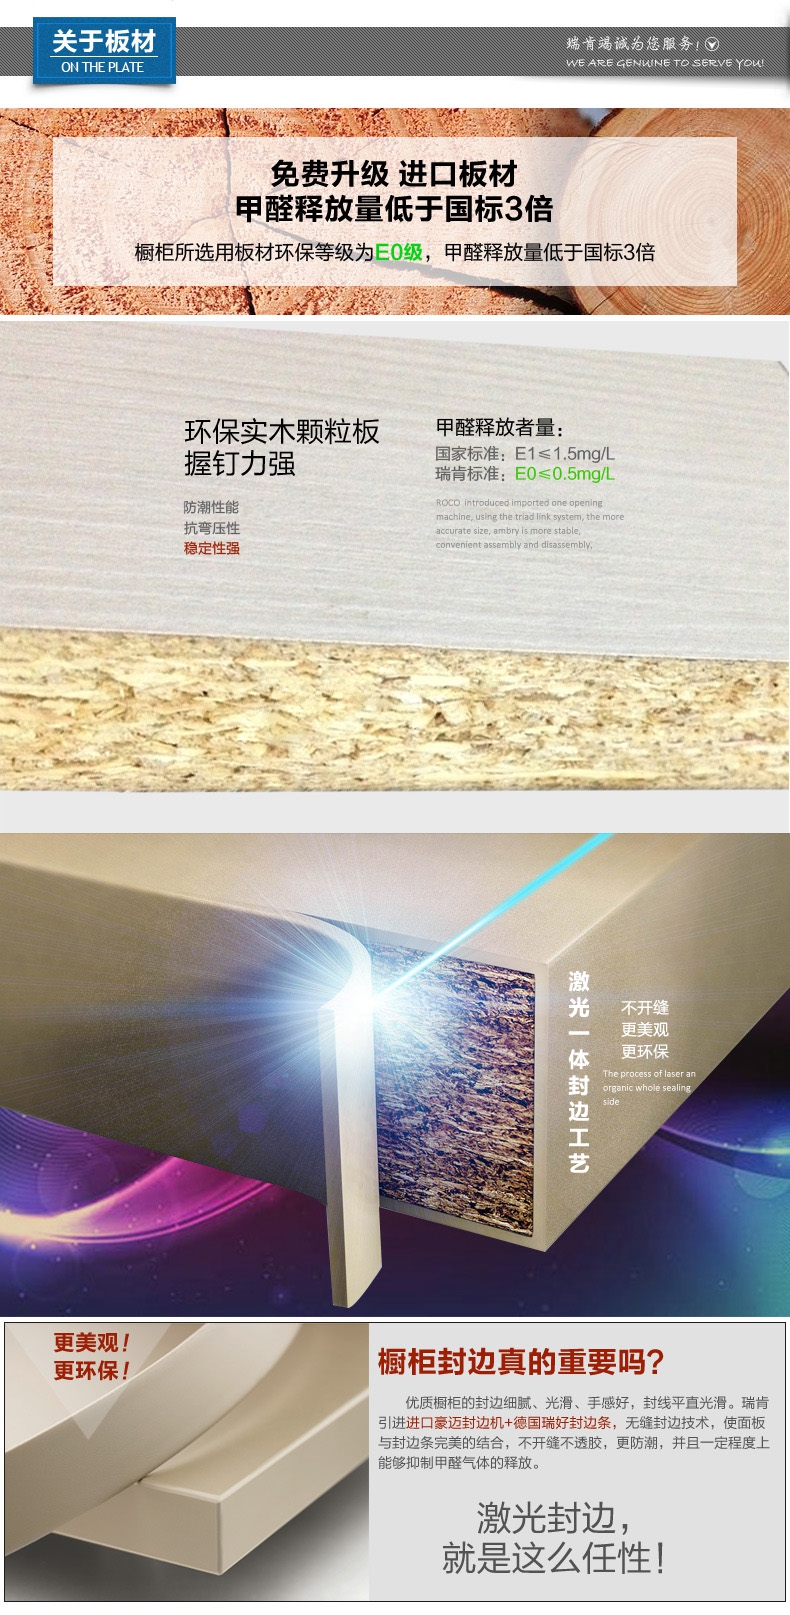 关于板材
ON THE PLATE
瑞肯竭诚为您服务!
WE ARE GENUINE TO SERVE YOU!
免费升级 进口板材
甲醛释放量低于国标3倍
橱柜所选用板材环保等级为E0级，甲醛释放量低于国标3倍
环保实木颗粒板
握钉力强
防潮性能
抗弯压性
稳定性强
甲醛释放者量：
国家标准：E1≤1.5mg/L
瑞肯标准：E0≤0.5mg/L
ROCO introduced imported one opening
machine, using the triad link system, the more
accurate size, ambry is more stable,
convenient assembly and disassembly.
激光一体封边工艺
不开缝
更美观
更环保
The process of laser an
organic whole sealing
side
更美观!
更环保!
橱柜封边真的重要吗?
优质橱柜的封边细腻、光滑、手感好，封线平直光滑。瑞肯
引进进口豪迈封边机+德国瑞好封边条，无缝封边技术，使面板
与封边条完美的结合，不开缝不透胶，更防潮，并且一定程度上
能够抑制甲醛气体的释放。
激光封边，
就是这么任性！